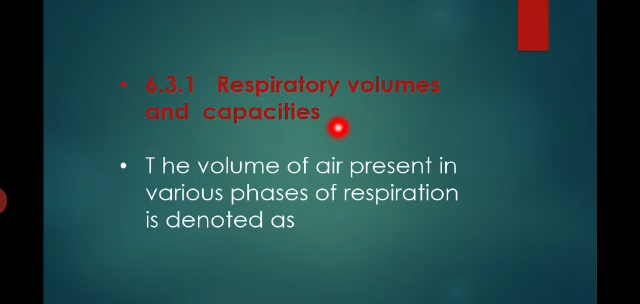 • 6.3.1 Respiratory volumes
and capacities
• T he volume of air present in
various phases of respiration
is denoted as